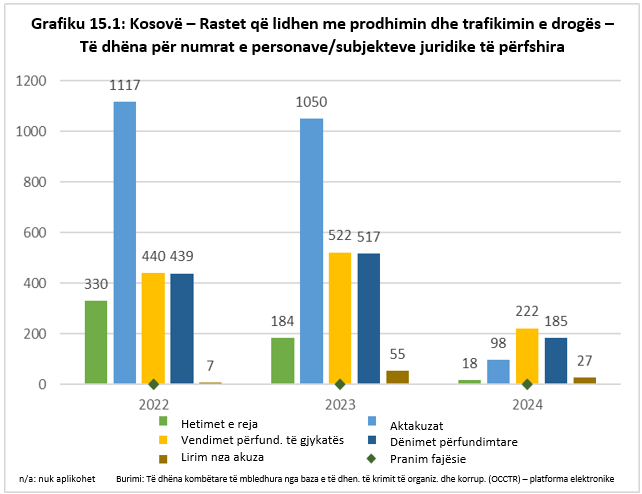 Grafiku 15.1: Kosovë – Rastet që lidhen me prodhimin dhe trafikimin e drogës –
Të dhëna për numrat e personave/subjekteve juridike të përfshira
1200
1000
800
600
400
200
0
330
1117
440
439
7
184
1050
522
517
55
18
98
222
185
27
2022
2023
2024
Hetimet e reja
Aktakuzat
Vendimet përfund. të gjykatës
Dënimet përfundimtare
Lirim nga akuza
Pranim fajësie
n/a: nuk aplikohet
Burimi: Të dhëna kombëtare të mbledhura nga baza e të dhen. të krimit të organiz. dhe korrup. (OCCTR) – platforma elektronike